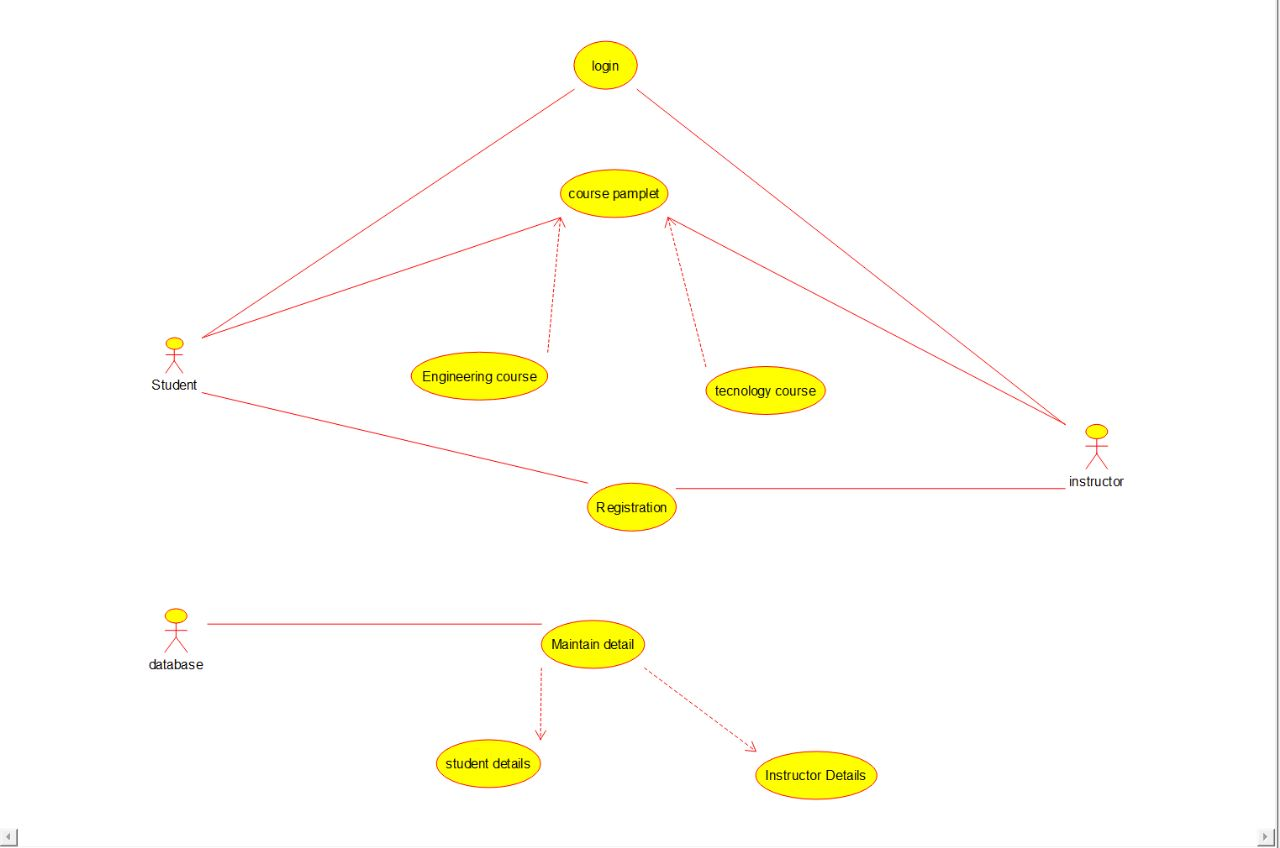 login
course pamplet
Engineering course
tecnology course
Student
instructor
Registration
database
Maintain detail
student details
Instructor Details